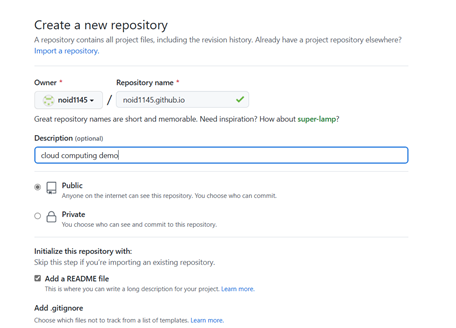 Create a new repository
A repository contains all project files, including the revision history. Already have a project repository elsewhere?
Import a repository.
Owner * Repository name *
noid1145 / noid1145.github.io
Great repository names are short and memorable. Need inspiration? How about super-lamp?
Description (optional)
cloud computing demo
Public
Anyone on the internet can see this repository. You choose who can commit.
Private
You choose who can see and commit to this repository.
Initialize this repository with:
Skip this step if you're importing an existing repository.
Add a README file
This is where you can write a long description for your project. Learn more.
Add .gitignore
Choose which files not to track from a list of templates. Learn more.